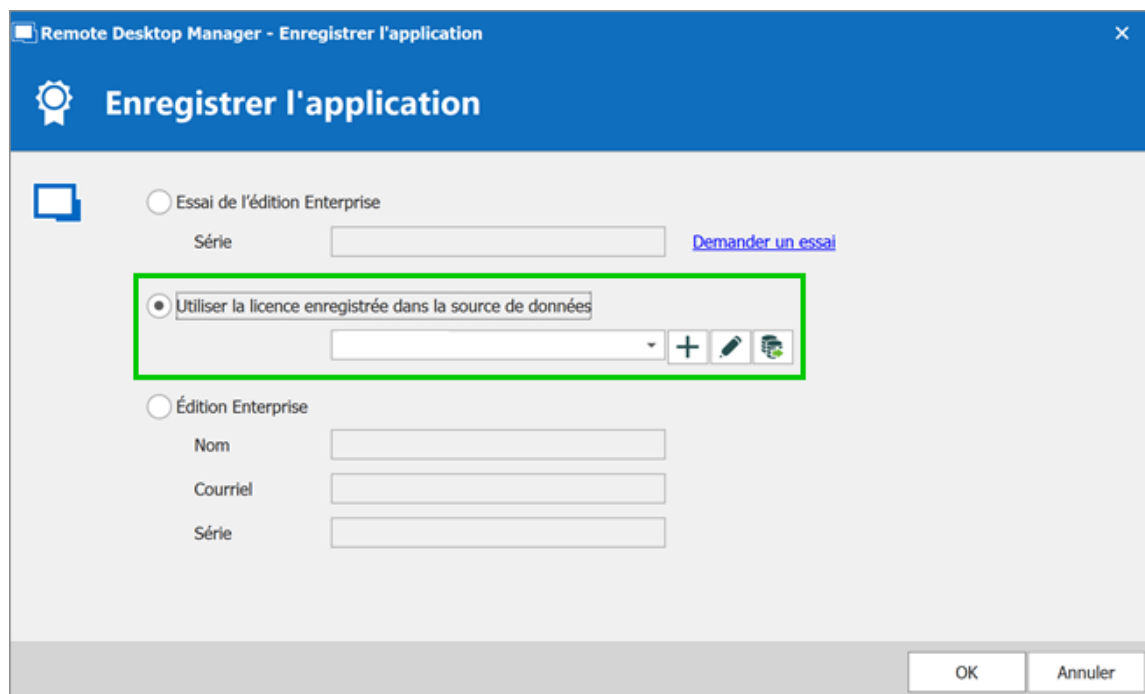 Remote Desktop Manager - Enregistrer l'application
Enregistrer l'application
Essai de l’édition Enterprise
Série
Demander un essai
Utiliser la licence enregistrée dans la source de données
Édition Enterprise
Nom
Courriel
Série
OK
Annuler